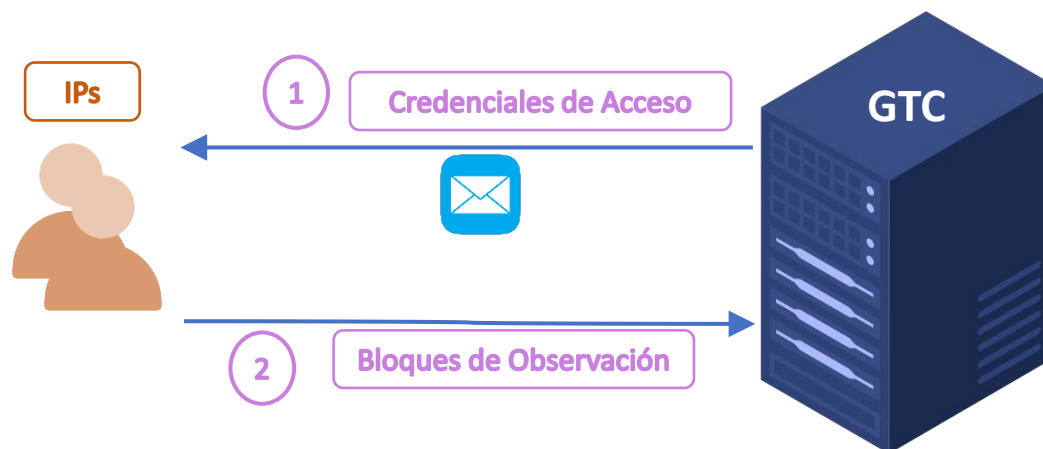 IPs
1
Credenciales de Acceso
GTC
2
Bloques de Observación